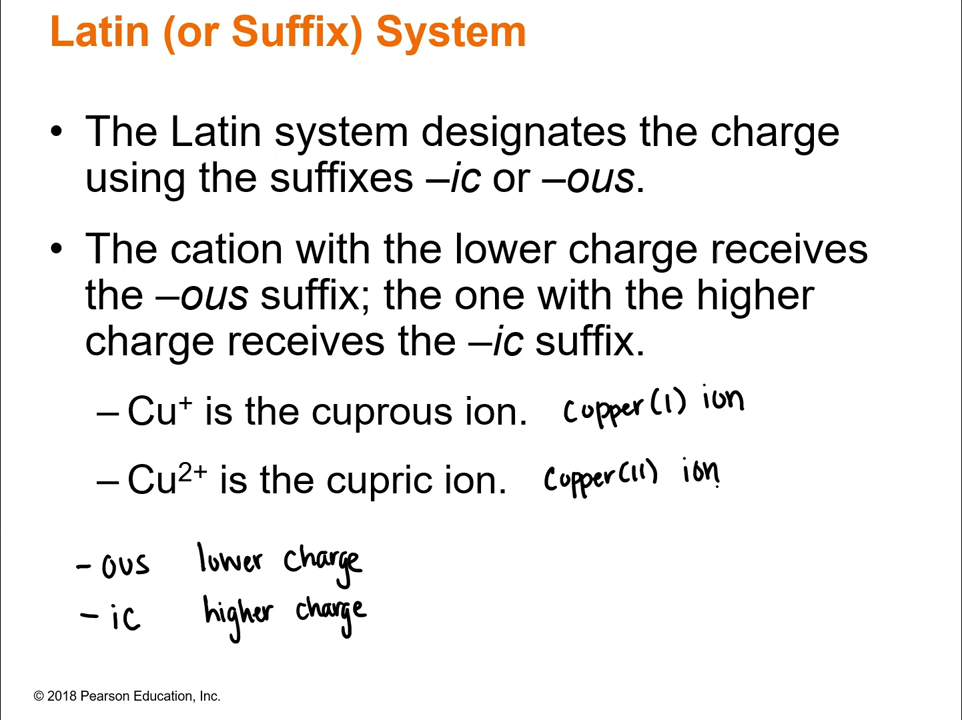 Latin (or Suffix) System
• The Latin system designates the charge
using the suffixes –ic or –ous.
• The cation with the lower charge receives
the –ous suffix; the one with the higher
charge receives the –ic suffix.
– Cu⁺ is the cuprous ion. copper(I) ion
– Cu²⁺ is the cupric ion. copper(II) ion
- ous lower charge
- ic higher charge
© 2018 Pearson Education, Inc.